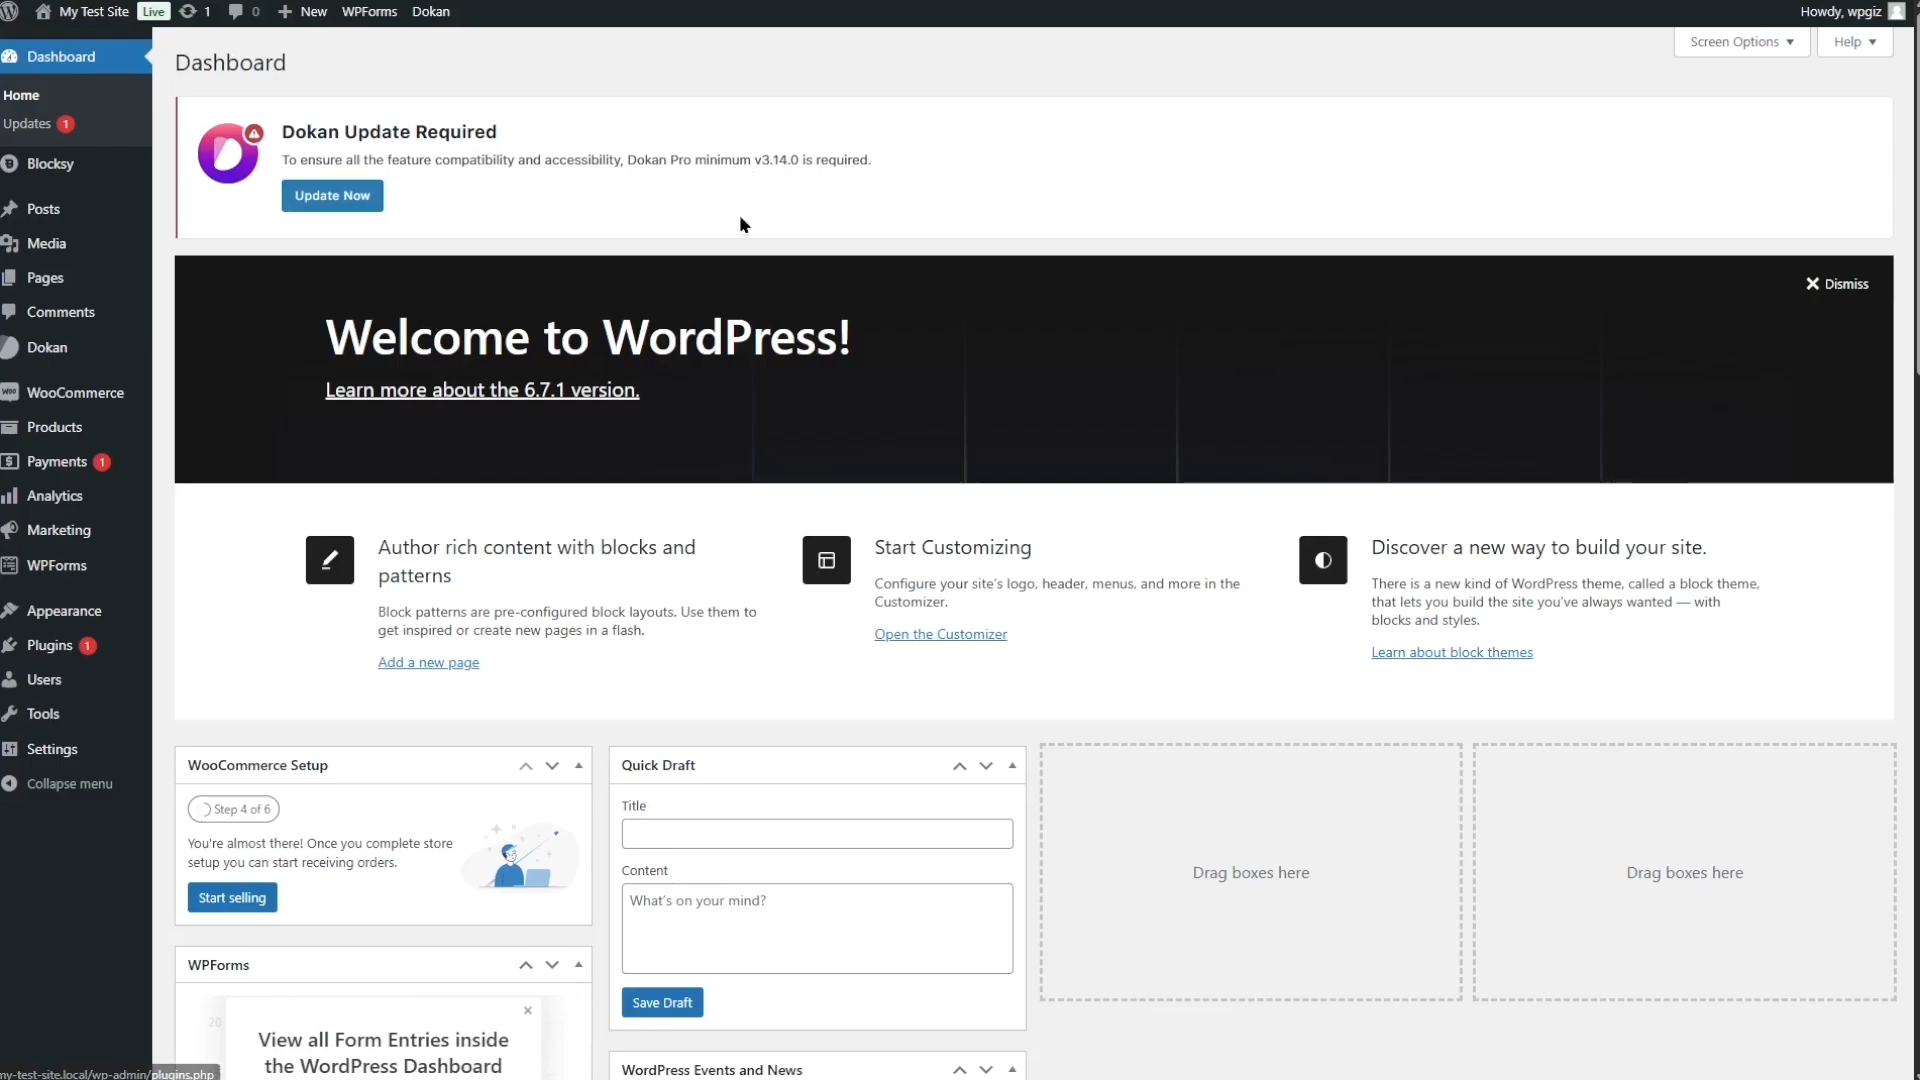 My Test Site Live 1 0 New WPForms Dokan Howdy, wpgiz
Screen Options Help
Dashboard
Home
Updates 1
Blocksy
Posts
Media
Pages
Comments
Dokan
WooCommerce
Products
Payments 1
Analytics
Marketing
WPForms
Appearance
Plugins 1
Users
Tools
Settings
Collapse menu
my-test-site.local/wp-admin/plugins.php
Dashboard
Dokan Update Required
To ensure all the feature compatibility and accessibility, Dokan Pro minimum v3.14.0 is required.
Update Now
Dismiss
Welcome to WordPress!
Learn more about the 6.7.1 version.
Author rich content with blocks and
patterns
Block patterns are pre-configured block layouts. Use them to
get inspired or create new pages in a flash.
Add a new page
Start Customizing
Configure your site's logo, header, menus, and more in the
Customizer.
Open the Customizer
Discover a new way to build your site.
There is a new kind of WordPress theme, called a block theme,
that lets you build the site you've always wanted — with
blocks and styles.
Learn about block themes
WooCommerce Setup
Step 4 of 6
You're almost there! Once you complete store
setup you can start receiving orders.
Start selling
WPForms
20
View all Form Entries inside
the WordPress Dashboard
Quick Draft
Title
Content
What's on your mind?
Save Draft
WordPress Events and News
Drag boxes here
Drag boxes here